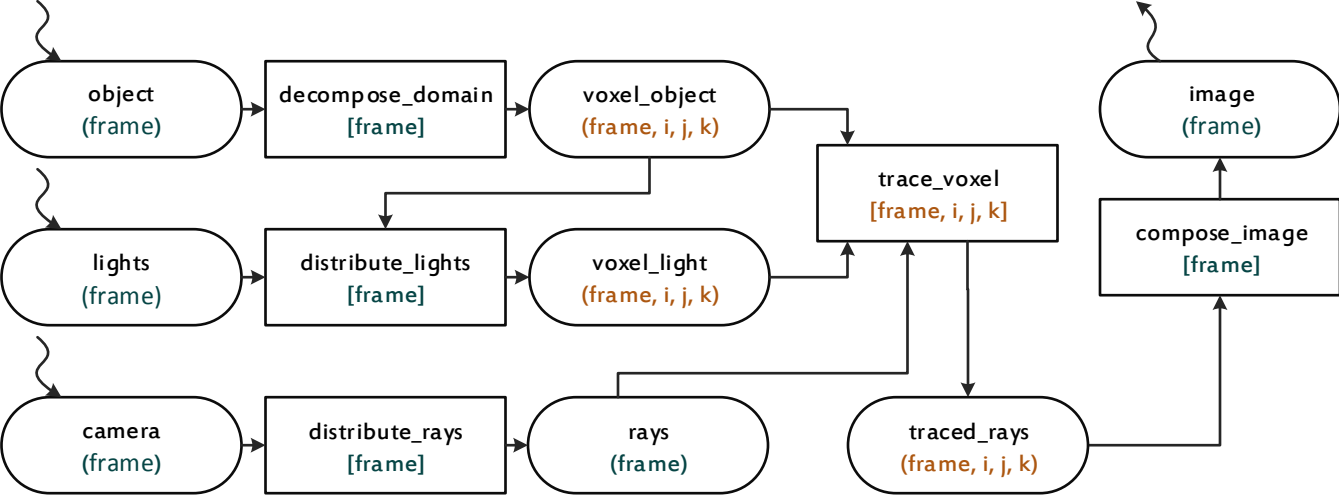 object
(frame)
decompose_domain
[frame]
voxel_object
(frame, i, j, k)
image
(frame)
trace_voxel
[frame, i, j, k]
lights
(frame)
distribute_lights
[frame]
voxel_light
(frame, i, j, k)
compose_image
[frame]
camera
(frame)
distribute_rays
[frame]
rays
(frame)
traced_rays
(frame, i, j, k)